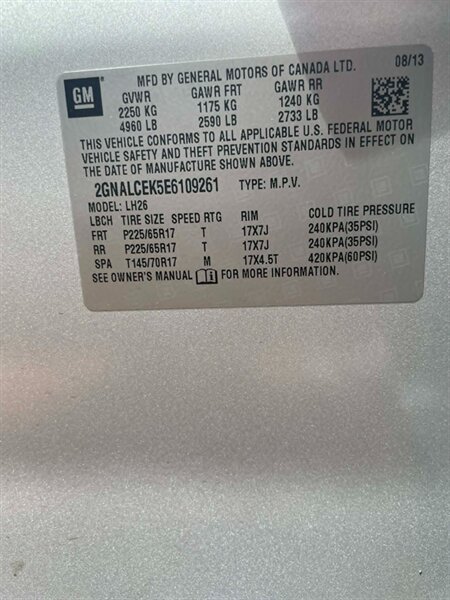 GM
MFD BY GENERAL MOTORS OF CANADA LTD. 08/13
GVWR GAWR FRT GAWR RR
2250 KG 1175 KG 1240 KG
4960 LB 2590 LB 2733 LB
THIS VEHICLE CONFORMS TO ALL APPLICABLE U.S. FEDERAL MOTOR
VEHICLE SAFETY AND THEFT PREVENTION STANDARDS IN EFFECT ON
THE DATE OF MANUFACTURE SHOWN ABOVE.
2GNALCEK5E6109261 TYPE: M.P.V.
MODEL: LH26
LBCH TIRE SIZE SPEED RTG RIM COLD TIRE PRESSURE
FRT P225/65R17 T 17X7J 240KPA(35PSI)
RR P225/65R17 T 17X7J 240KPA(35PSI)
SPA T145/70R17 M 17X4.5T 420KPA(60PSI)
SEE OWNER'S MANUAL FOR MORE INFORMATION.